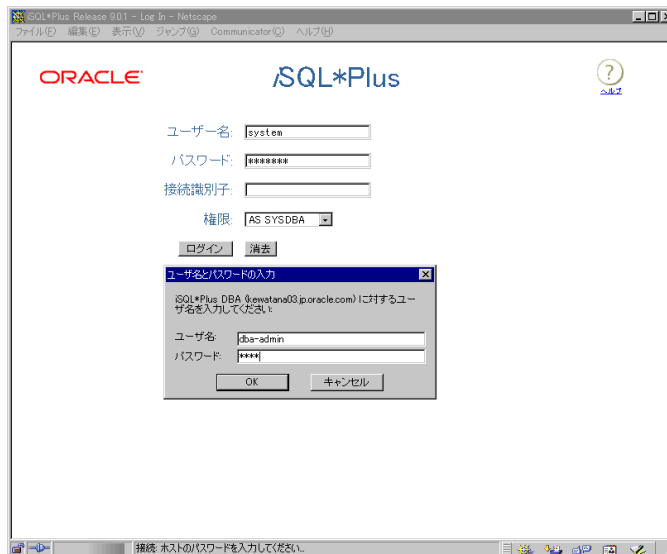 iSQL*Plus Release 9.0.1 - Log In - Netscape
ファイル(F) 編集(E) 表示(V) ジャンプ(G) Communicator(C) ヘルプ(H)
ORACLE
iSQL*Plus
?
ヘルプ
ユーザー名: system
パスワード: *******
接続識別子:
権限: AS SYSDBA
ログイン 消去
ユーザ名とパスワードの入力
iSQL*Plus DBA (kewatana03.jp.oracle.com) に対するユー
ザ名を入力してください:
ユーザ名: dba-admin
パスワード: ****
OK キャンセル
接続: ホストのパスワードを入力してください...